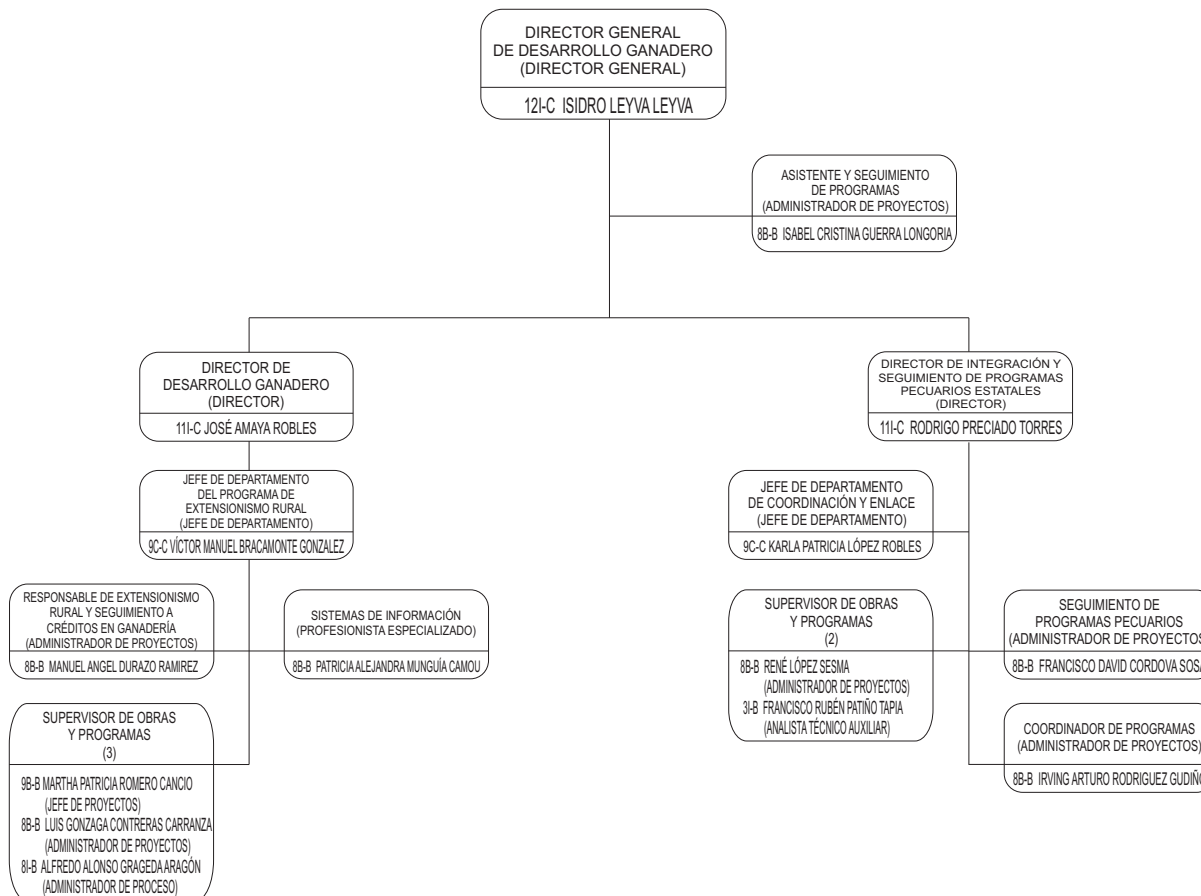 DIRECTOR GENERAL
DE DESARROLLO GANADERO
(DIRECTOR GENERAL)
12I-C ISIDRO LEYVA LEYVA
ASISTENTE Y SEGUIMIENTO
DE PROGRAMAS
(ADMINISTRADOR DE PROYECTOS)
8B-B ISABEL CRISTINA GUERRA LONGORIA
DIRECTOR DE
DESARROLLO GANADERO
(DIRECTOR)
11I-C JOSÉ AMAYA ROBLES
DIRECTOR DE INTEGRACIÓN Y
SEGUIMIENTO DE PROGRAMAS
PECUARIOS ESTATALES
(DIRECTOR)
11I-C RODRIGO PRECIADO TORRES
JEFE DE DEPARTAMENTO
DEL PROGRAMA DE
EXTENSIONISMO RURAL
(JEFE DE DEPARTAMENTO)
9C-C VÍCTOR MANUEL BRACAMONTE GONZALEZ
JEFE DE DEPARTAMENTO
DE COORDINACIÓN Y ENLACE
(JEFE DE DEPARTAMENTO)
9C-C KARLA PATRICIA LÓPEZ ROBLES
RESPONSABLE DE EXTENSIONISMO
RURAL Y SEGUIMIENTO A
CRÉDITOS EN GANADERÍA
(ADMINISTRADOR DE PROYECTOS)
8B-B MANUEL ANGEL DURAZO RAMIREZ
SISTEMAS DE INFORMACIÓN
(PROFESIONISTA ESPECIALIZADO)
8B-B PATRICIA ALEJANDRA MUNGUÍA CAMOU
SUPERVISOR DE OBRAS
Y PROGRAMAS
(2)
8B-B RENÉ LÓPEZ SESMA
(ADMINISTRADOR DE PROYECTOS)
3I-B FRANCISCO RUBÉN PATIÑO TAPIA
(ANALISTA TÉCNICO AUXILIAR)
SEGUIMIENTO DE
PROGRAMAS PECUARIOS
(ADMINISTRADOR DE PROYECTOS
8B-B FRANCISCO DAVID CORDOVA SOSA
SUPERVISOR DE OBRAS
Y PROGRAMAS
(3)
9B-B MARTHA PATRICIA ROMERO CANCIO
(JEFE DE PROYECTOS)
8B-B LUIS GONZAGA CONTRERAS CARRANZA
(ADMINISTRADOR DE PROYECTOS)
8I-B ALFREDO ALONSO GRAGEDA ARAGÓN
(ADMINISTRADOR DE PROCESO)
COORDINADOR DE PROGRAMAS
(ADMINISTRADOR DE PROYECTOS)
8B-B IRVING ARTURO RODRIGUEZ GUDIÑO